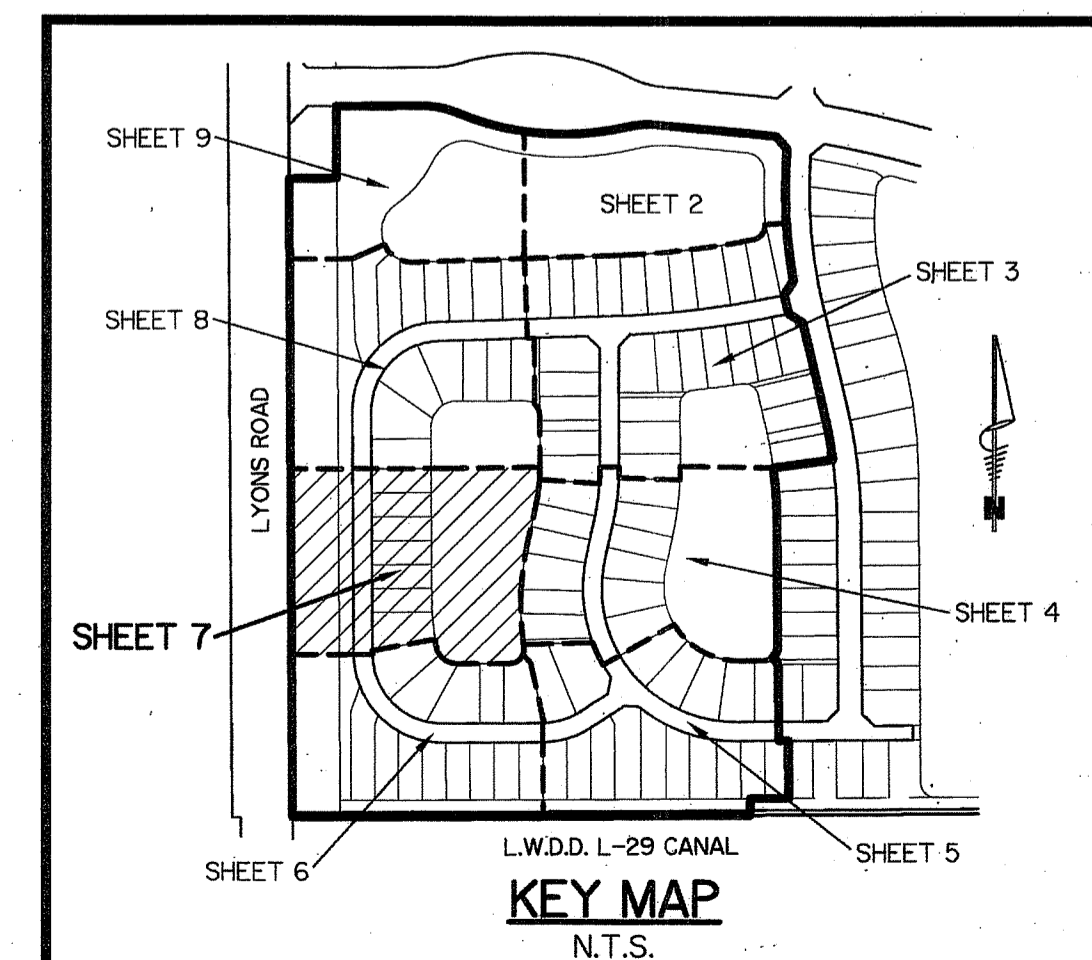 SHEET 9
SHEET 2
SHEET 3
SHEET 8
LYONS ROAD
N
SHEET 4
SHEET 7
L.W.D.D. L-29 CANAL
SHEET 5
SHEET 6
KEY MAP
N.T.S.